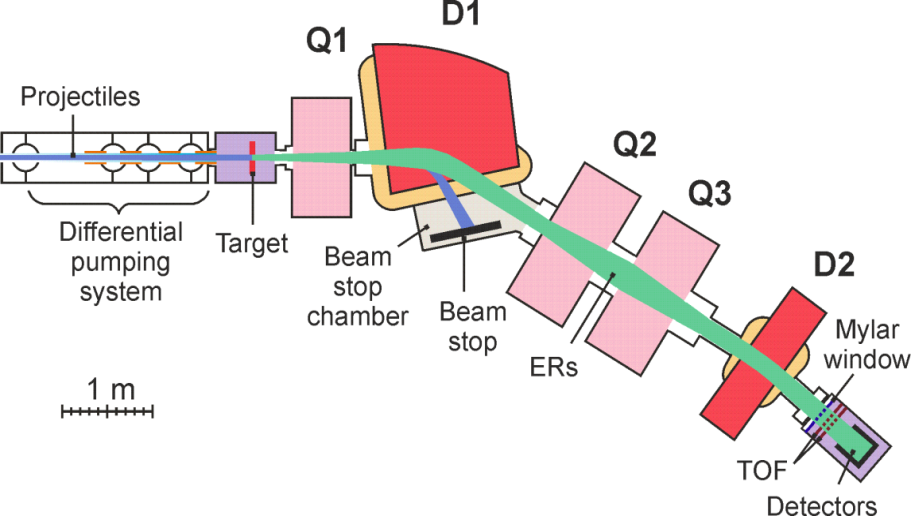 D1
Q1
Projectiles
Q2
Q3
Differential
pumping
system
Target
Beam
stop
chamber
Beam
stop
D2
Mylar
window
ERs
1 m
TOF
Detectors